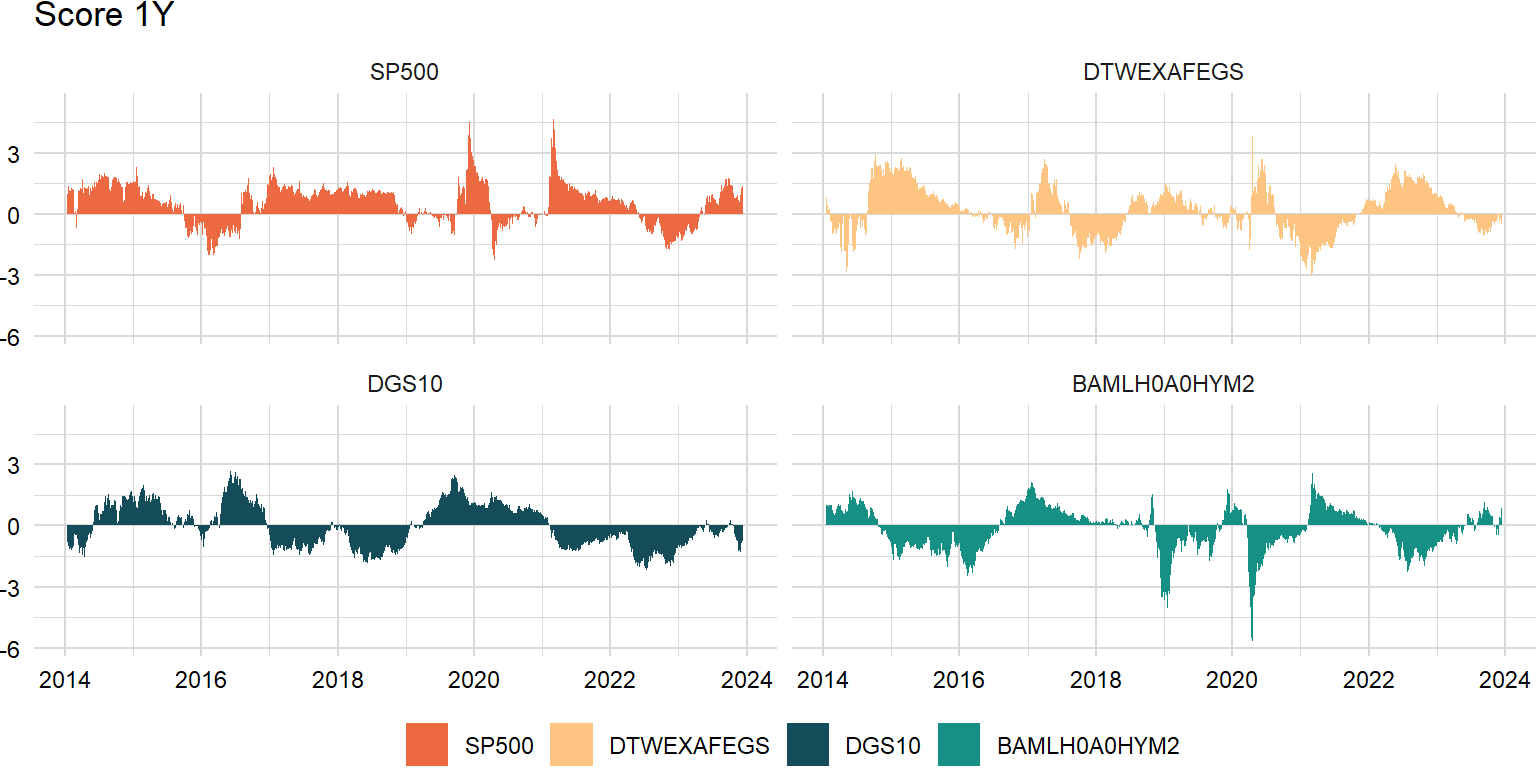 Score 1Y
SP500 DTWEXAFEGS
3
0
-3
-6
DGS10 BAMLH0A0HYM2
3
0
-3
-6
2014 2016 2018 2020 2022 2024 2014 2016 2018 2020 2022 2024
SP500 DTWEXAFEGS DGS10 BAMLH0A0HYM2